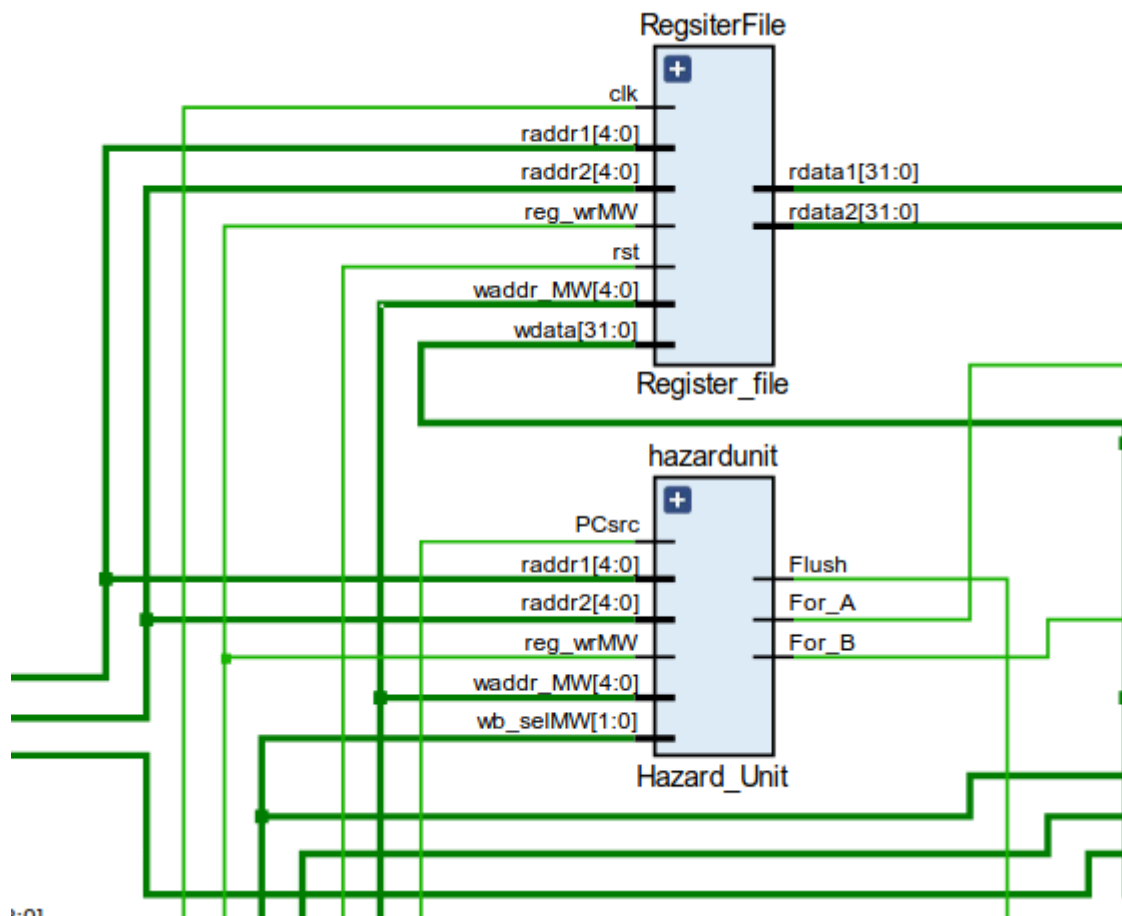 RegsiterFile
clk
raddr1[4:0]
raddr2[4:0]
reg_wrMW
rst
waddr_MW[4:0]
wdata[31:0]
rdata1[31:0]
rdata2[31:0]
Register_file
hazardunit
PCsrc
raddr1[4:0]
raddr2[4:0]
reg_wrMW
waddr_MW[4:0]
wb_selMW[1:0]
Flush
For_A
For_B
Hazard_Unit